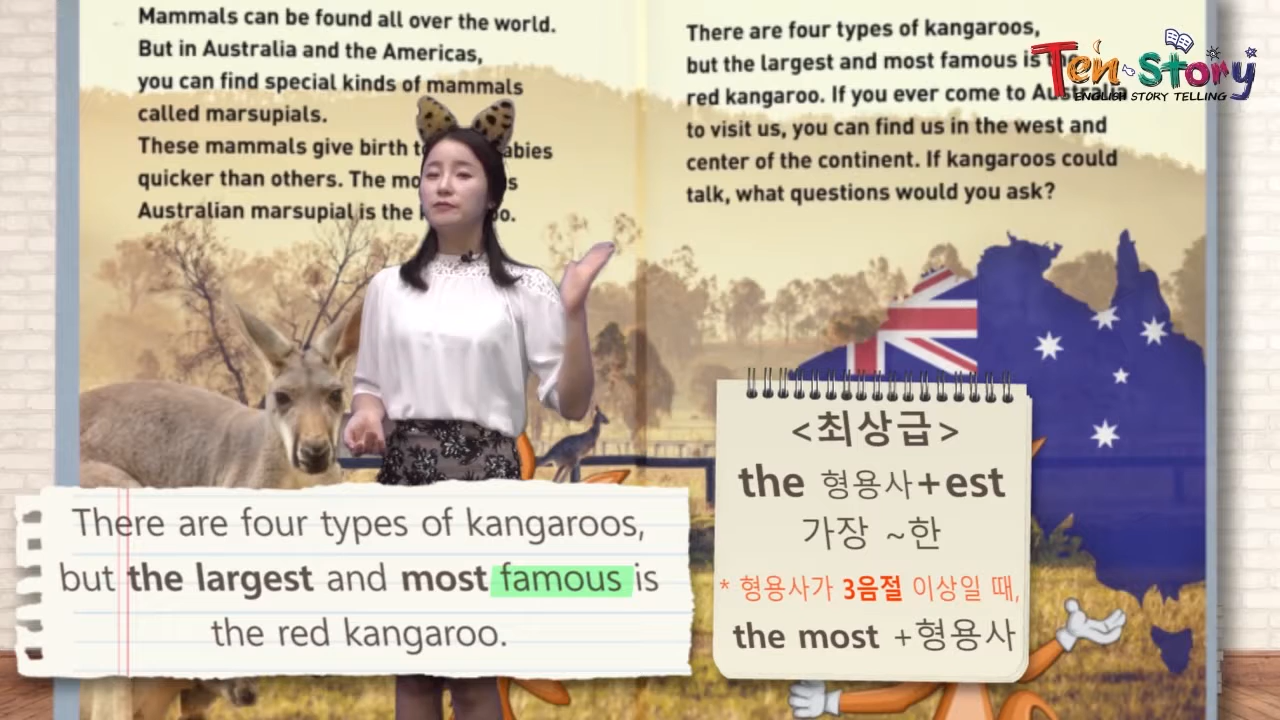 Mammals can be found all over the world.
But in Australia and the Americas,
you can find special kinds of mammals
called marsupials.
These mammals give birth
quicker than others. The
Australian marsupial is the
There are four types of kangaroos,
but the largest and most famous is
red kangaroo. If you ever come to Australia
to visit us, you can find us in the west and
center of the continent. If kangaroos could
talk, what questions would you ask?
Ten Story
ENGLISH STORY TELLING
<최상급>
the 형용사+est
가장 ~한
* 형용사가 3음절 이상일 때,
the most +형용사
There are four types of kangaroos,
but the largest and most famous is
the red kangaroo.